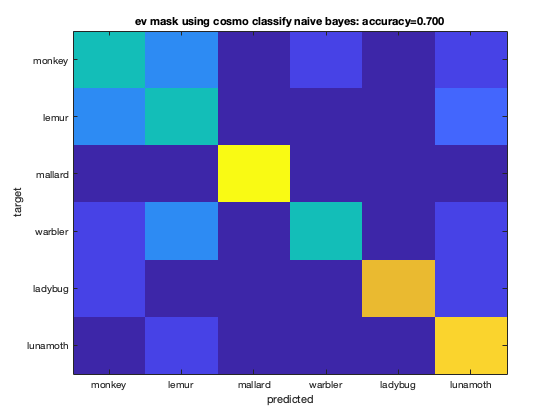 ev mask using cosmo classify naive bayes: accuracy=0.700
monkey
lemur
mallard
warbler
ladybug
lunamoth
target
monkey lemur mallard warbler ladybug lunamoth
predicted